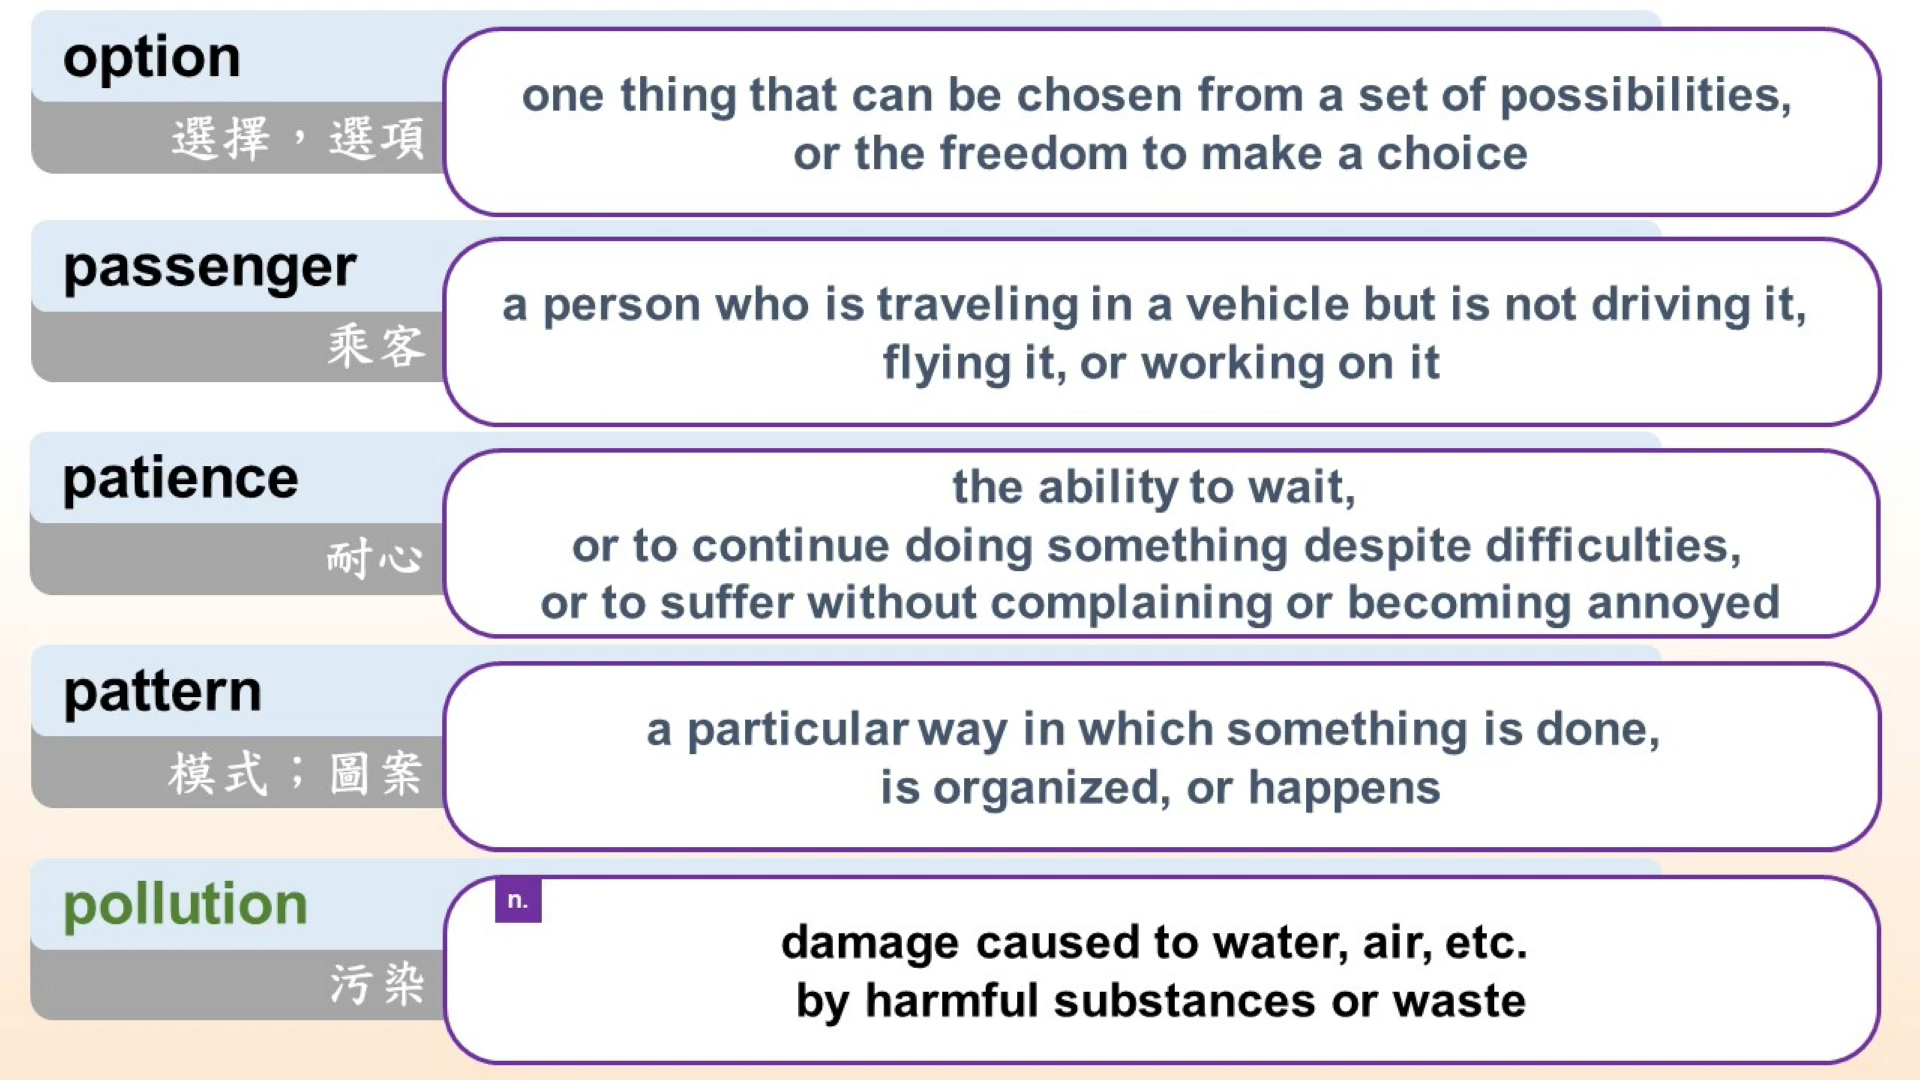 option
選擇，選項
one thing that can be chosen from a set of possibilities,
or the freedom to make a choice
passenger
乘客
a person who is traveling in a vehicle but is not driving it,
flying it, or working on it
patience
耐心
the ability to wait,
or to continue doing something despite difficulties,
or to suffer without complaining or becoming annoyed
pattern
模式；圖案
a particular way in which something is done,
is organized, or happens
pollution
污染
n.
damage caused to water, air, etc.
by harmful substances or waste